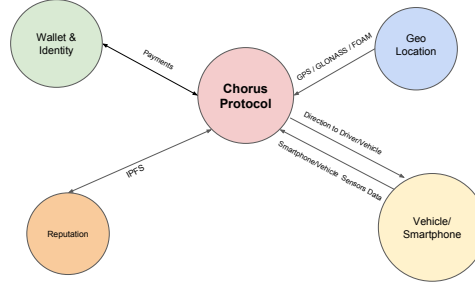 Wallet &
Identity
Geo
Location
Payments
GPS / GLONASS / FOAM
Chorus
Protocol
Direction to Driver/Vehicle
Smartphone/Vehicle Sensors Data
IPFS
Reputation
Vehicle/
Smartphone